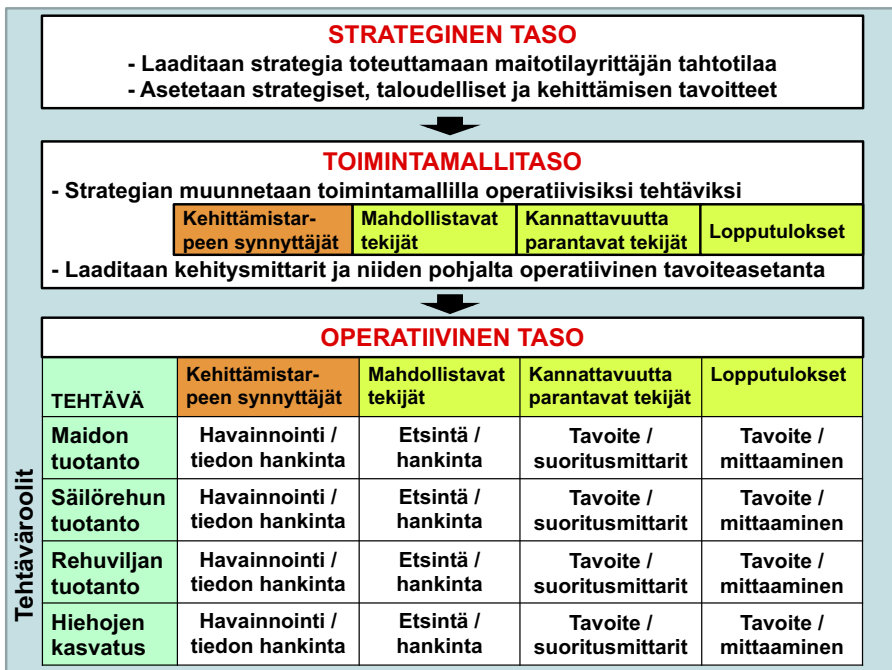 STRATEGINEN TASO
- Laaditaan strategia toteuttamaan maitotilayrittäjän tahtotilaa
- Asetetaan strategiset, taloudelliset ja kehittämisen tavoitteet
TOIMINTAMALLITASO
- Strategian muunnetaan toimintamallilla operatiivisiksi tehtäviksi
Kehittämistar-
peen synnyttäjät
Mahdollistavat
tekijät
Kannattavuutta
parantavat tekijät
Lopputulokset
- Laaditaan kehitysmittarit ja niiden pohjalta operatiivinen tavoiteasetanta
OPERATIIVINEN TASO
Tehtäväroolit
TEHTÄVÄ
Kehittämistar-
peen synnyttäjät
Mahdollistavat
tekijät
Kannattavuutta
parantavat tekijät
Lopputulokset
Maidon
tuotanto
Havainnointi /
tiedon hankinta
Etsintä /
hankinta
Tavoite /
suoritusmittarit
Tavoite /
mittaaminen
Säilörehun
tuotanto
Havainnointi /
tiedon hankinta
Etsintä /
hankinta
Tavoite /
suoritusmittarit
Tavoite /
mittaaminen
Rehuviljan
tuotanto
Havainnointi /
tiedon hankinta
Etsintä /
hankinta
Tavoite /
suoritusmittarit
Tavoite /
mittaaminen
Hiehojen
kasvatus
Havainnointi /
tiedon hankinta
Etsintä /
hankinta
Tavoite /
suoritusmittarit
Tavoite /
mittaaminen